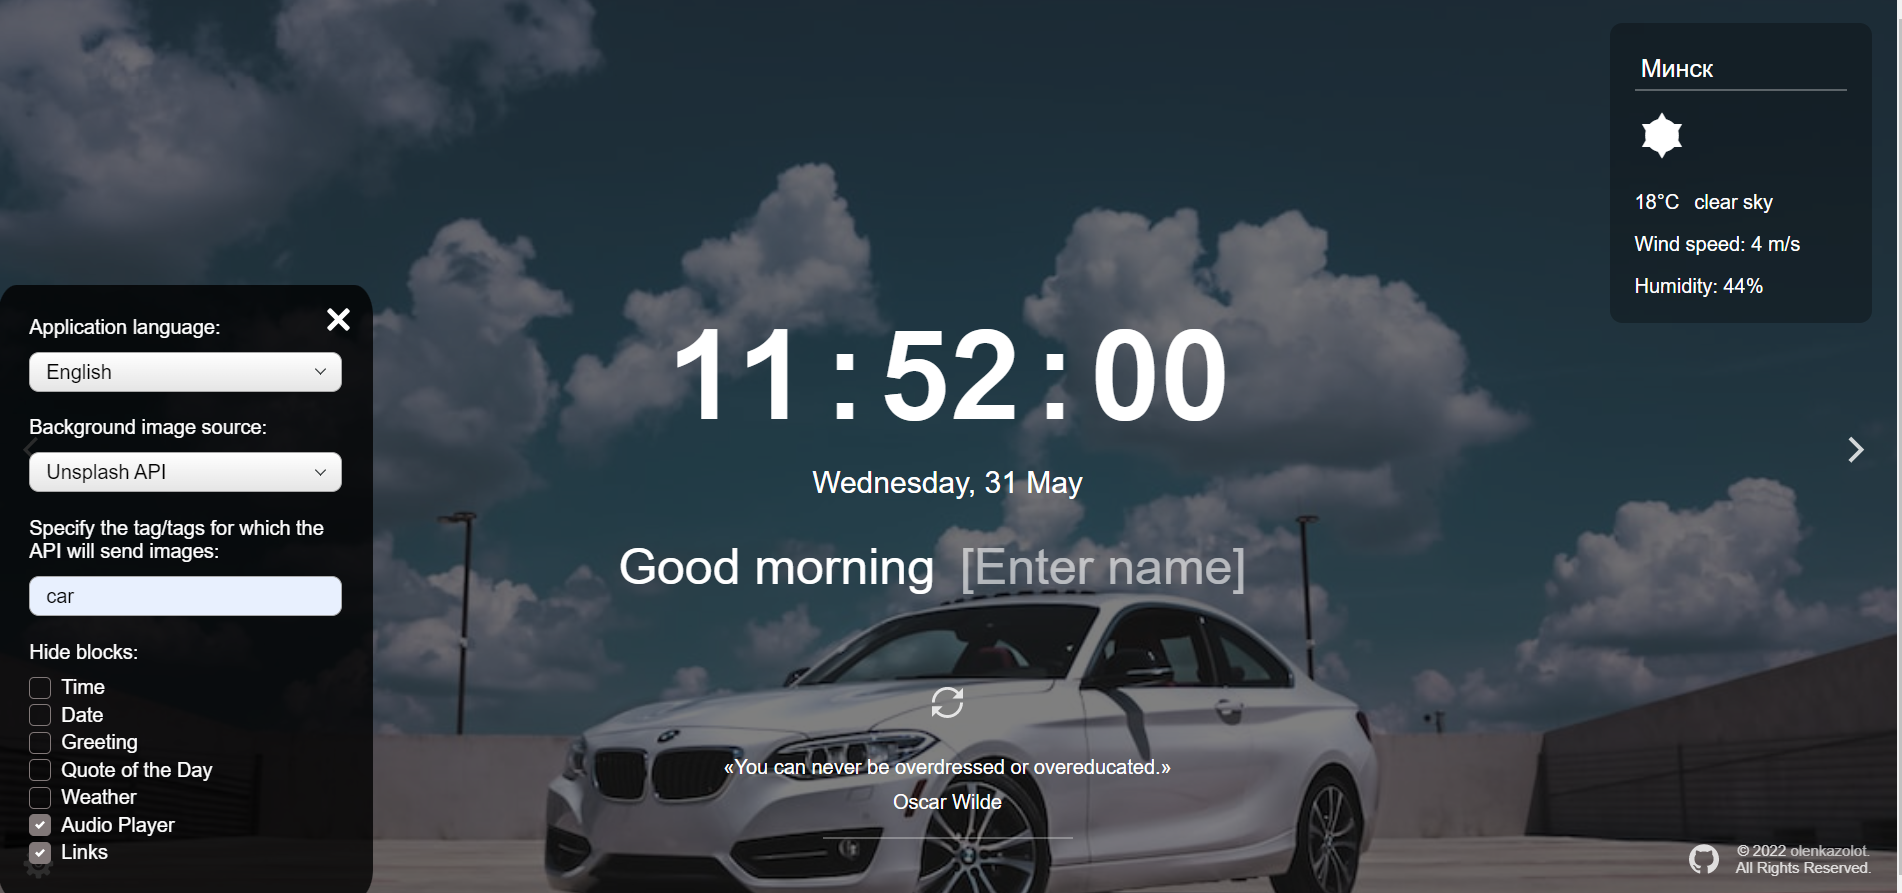 Минск
18°C clear sky
Wind speed: 4 m/s
Humidity: 44%
Application language:
English
Background image source:
Unsplash API
Specify the tag/tags for which the
API will send images:
car
Hide blocks:
Time
Date
Greeting
Quote of the Day
Weather
Audio Player
Links
11:52:00
Wednesday, 31 May
Good morning [Enter name]
«You can never be overdressed or overeducated.»
Oscar Wilde
© 2022 olenkazolot.
All Rights Reserved.